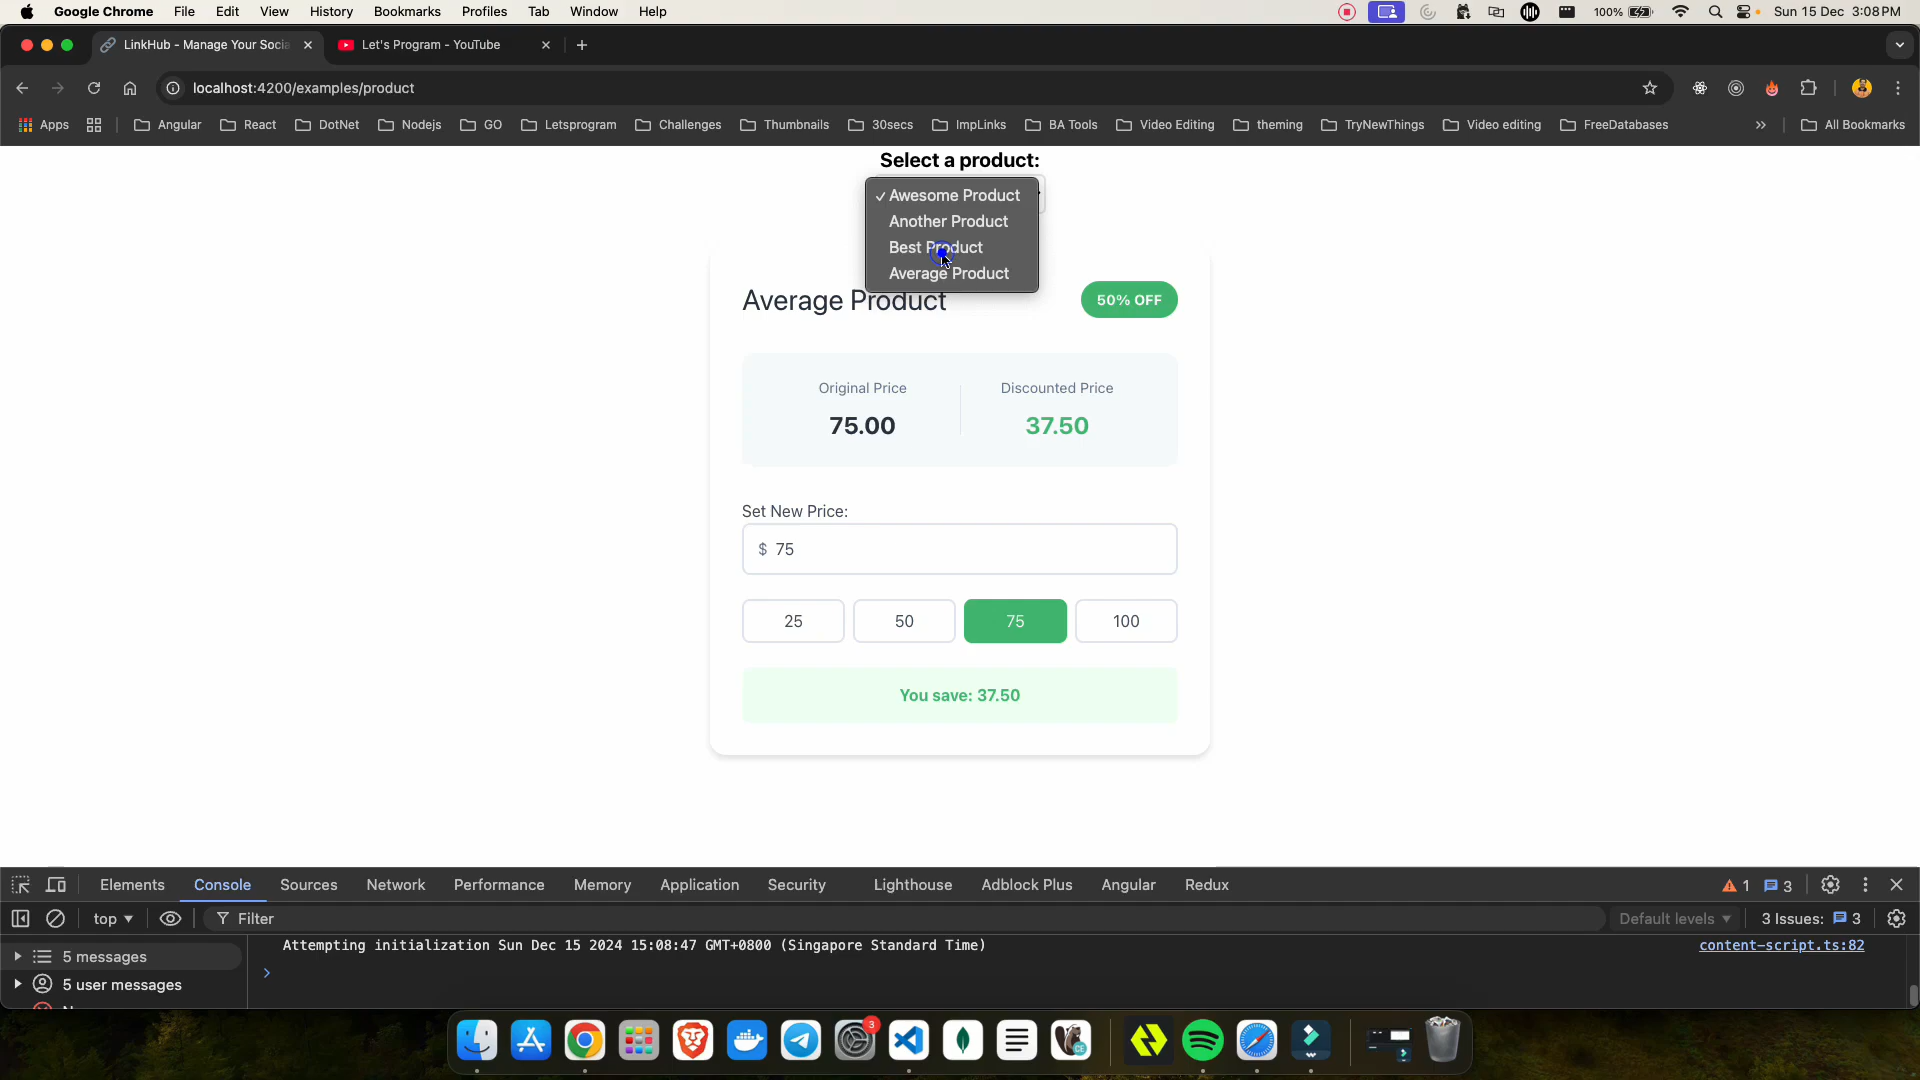 Google Chrome File Edit View History Bookmarks Profiles Tab Window Help 100% Sun 15 Dec 3:08 PM
LinkHub - Manage Your Socia Let's Program - YouTube
localhost:4200/examples/product
Apps Angular React DotNet Nodejs GO Letsprogram Challenges Thumbnails 30secs ImpLinks BA Tools Video Editing theming TryNewThings Video editing FreeDatabases » All Bookmarks
Select a product:
✓ Awesome Product
Another Product
Best Product
Average Product
Average Product 50% OFF
Original Price Discounted Price
75.00 37.50
Set New Price:
$ 75
25 50 75 100
You save: 37.50
Elements Console Sources Network Performance Memory Application Security Lighthouse Adblock Plus Angular Redux 1 3
top Filter Default levels 3 Issues: 3
5 messages Attempting initialization Sun Dec 15 2024 15:08:47 GMT+0800 (Singapore Standard Time) content-script.ts:82
5 user messages
3
CE